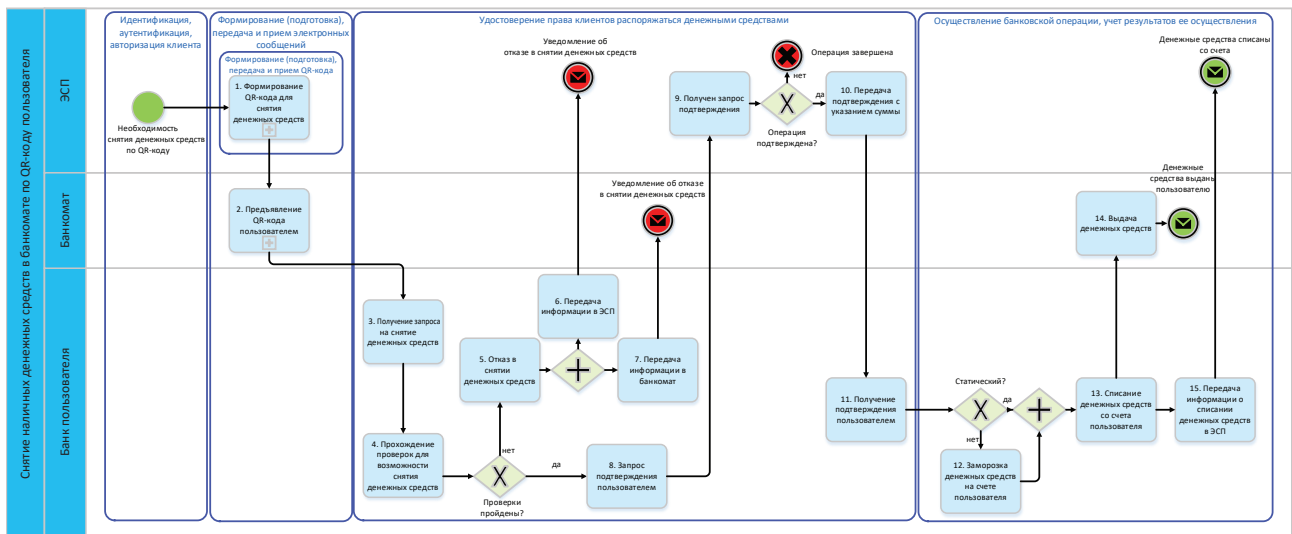 Снятие наличных денежных средств в банкомате по QR-коду пользователя
ЭСП
Банкомат
Банк пользователя
Идентификация,
аутентификация,
авторизация клиента
Формирование (подготовка),
передача и прием электронных
сообщений
Формирование (подготовка),
передача и прием QR-кода
Удостоверение права клиентов распоряжаться денежными средствами
Осуществление банковской операции, учет результатов ее осуществления
Необходимость
снятия денежных средств
по QR-коду
1. Формирование
QR-кода для
снятия
денежных средств
2. Предъявление
QR-кода
пользователем
3. Получение запроса
на снятие
денежных средств
4. Прохождение
проверок для
возможности
снятия
денежных средств
Проверки
пройдены?
нет
да
5. Отказ в
снятии
денежных средств
6. Передача
информации в ЭСП
Уведомление об
отказе в снятии денежных средств
7. Передача
информации в
банкомат
Уведомление об отказе
в снятии денежных средств
8. Запрос
подтверждения
пользователем
9. Получен запрос
подтверждения
Операция
подтверждена?
нет
Операция завершена
да
10. Передача
подтверждения с
указанием суммы
11. Получение
подтверждения
пользователем
Статический?
да
нет
12. Заморозка
денежных средств
на счете
пользователя
13. Списание
денежных средств
со счета
пользователя
14. Выдача
денежных средств
Денежные
средства выданы
пользователю
15. Передача
информации о
списании
денежных средств
в ЭСП
Денежные средства списаны
со счета